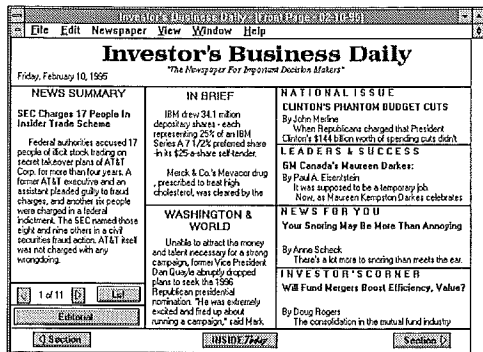 Investor's Business Daily - [Front Page - 02-10-95]
File Edit Newspaper View Window Help
Investor's Business Daily
"The Newspaper For Important Decision Makers"
Friday, February 10, 1995
NEWS SUMMARY
SEC Charges 17 People In
Insider Trade Scheme
Federal authorities accused 17
people of illicit stock trading on
secret takeover plans of AT&T
Corp. for more than four years. A
former AT&T executive and an
assistant pleaded guilty to fraud
charges, and another six people
were charged in a federal
indictment. The SEC named those
eight and nine others in a civil
securities fraud action. AT&T itself
was not charged with any
wrongdoing.
1 of 11
List
Editorial
IN BRIEF
IBM drew 34.1 million
depositary shares - each
representing 25% of an IBM
Series A 7 1/2% preferred share
-in its $25-a-share self-tender.
Merck & Co.'s Mevacor drug
, prescribed to treat high
cholesterol, was cleared by the
WASHINGTON &
WORLD
Unable to attract the money
and talent necessary for a strong
campaign, former Vice President
Dan Quayle abruptly dropped
plans to seek the 1996
Republican presidential
nomination. "He was extremely
excited and fired up about
running a campaign," said Mark
NATIONAL ISSUE
CLINTON'S PHANTOM BUDGET CUTS
By John Merline
When Republicans charged that President
Clinton's $144 billion worth of spending cuts didn't
LEADERS & SUCCESS
GM Canada's Maureen Darkes:
By Paul A. Eisenstein
It was supposed to be a temporary job.
Now, as Maureen Kempston Darkes celebrates
NEWS FOR YOU
Your Snoring May Be More Than Annoying
By Anne Scheck
There's a lot more to snoring than meets the ear.
INVESTOR'S CORNER
Will Fund Mergers Boost Efficiency, Value?
By Doug Rogers
The consolidation in the mutual fund industry
Section
INSIDE Today
Section